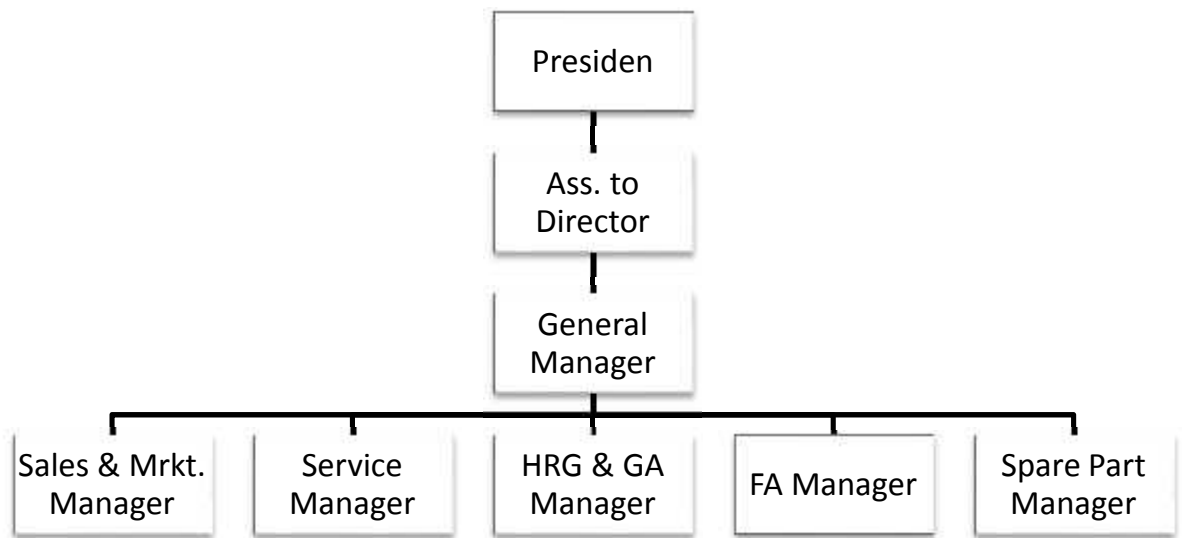 Presiden
Ass. to
Director
General
Manager
Sales & Mrkt.
Manager
Service
Manager
HRG & GA
Manager
FA Manager
Spare Part
Manager